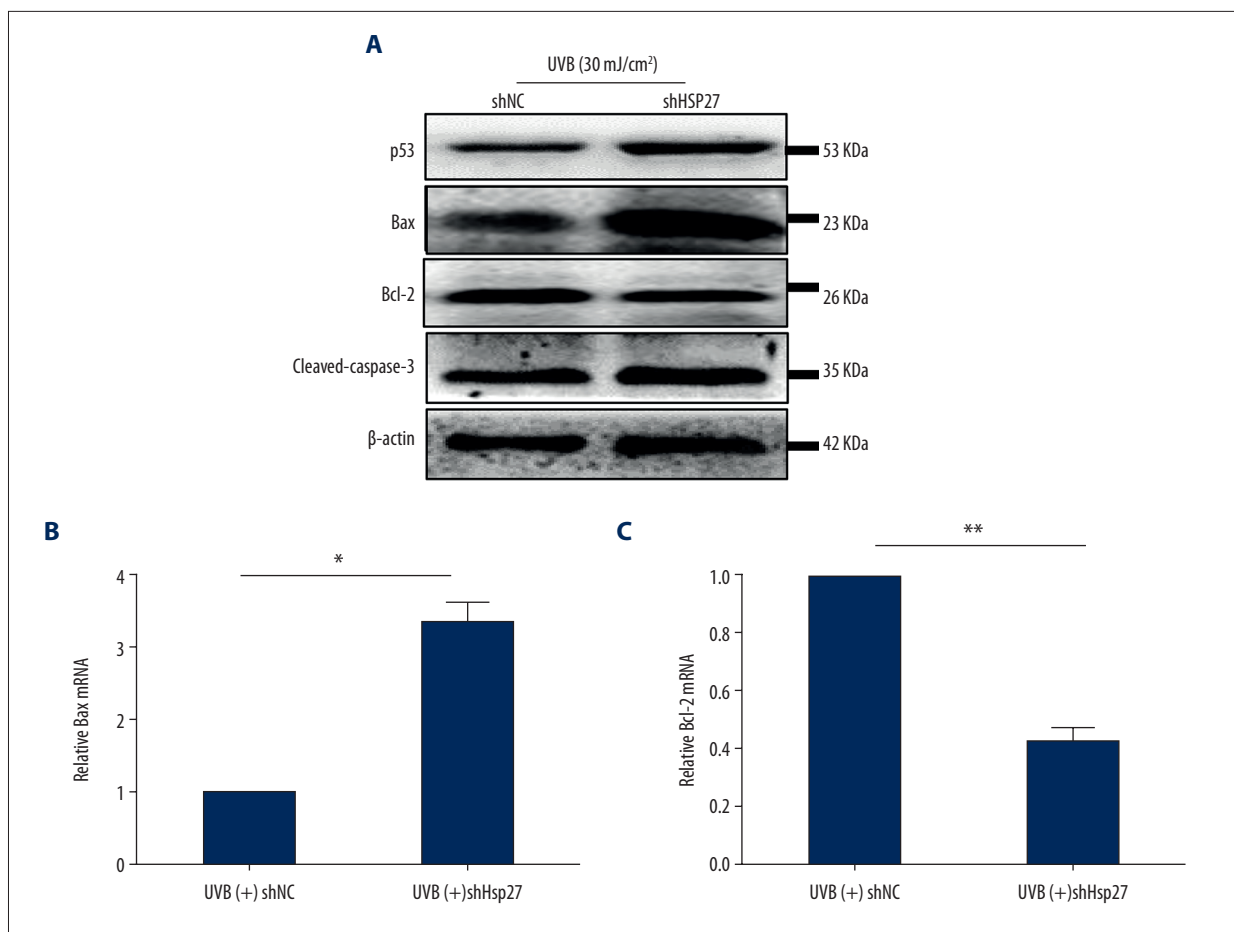 A
UVB (30 mJ/cm²)
shNC shHSP27
p53 53 KDa
Bax 23 KDa
Bcl-2 26 KDa
Cleaved-caspase-3 35 KDa
β-actin 42 KDa
B
*
Relative Bax mRNA
4
3
2
1
0
UVB (+) shNC UVB (+)shHsp27
C
**
Relative Bcl-2 mRNA
1.0
0.8
0.6
0.4
0.2
0.0
UVB (+) shNC UVB (+)shHsp27